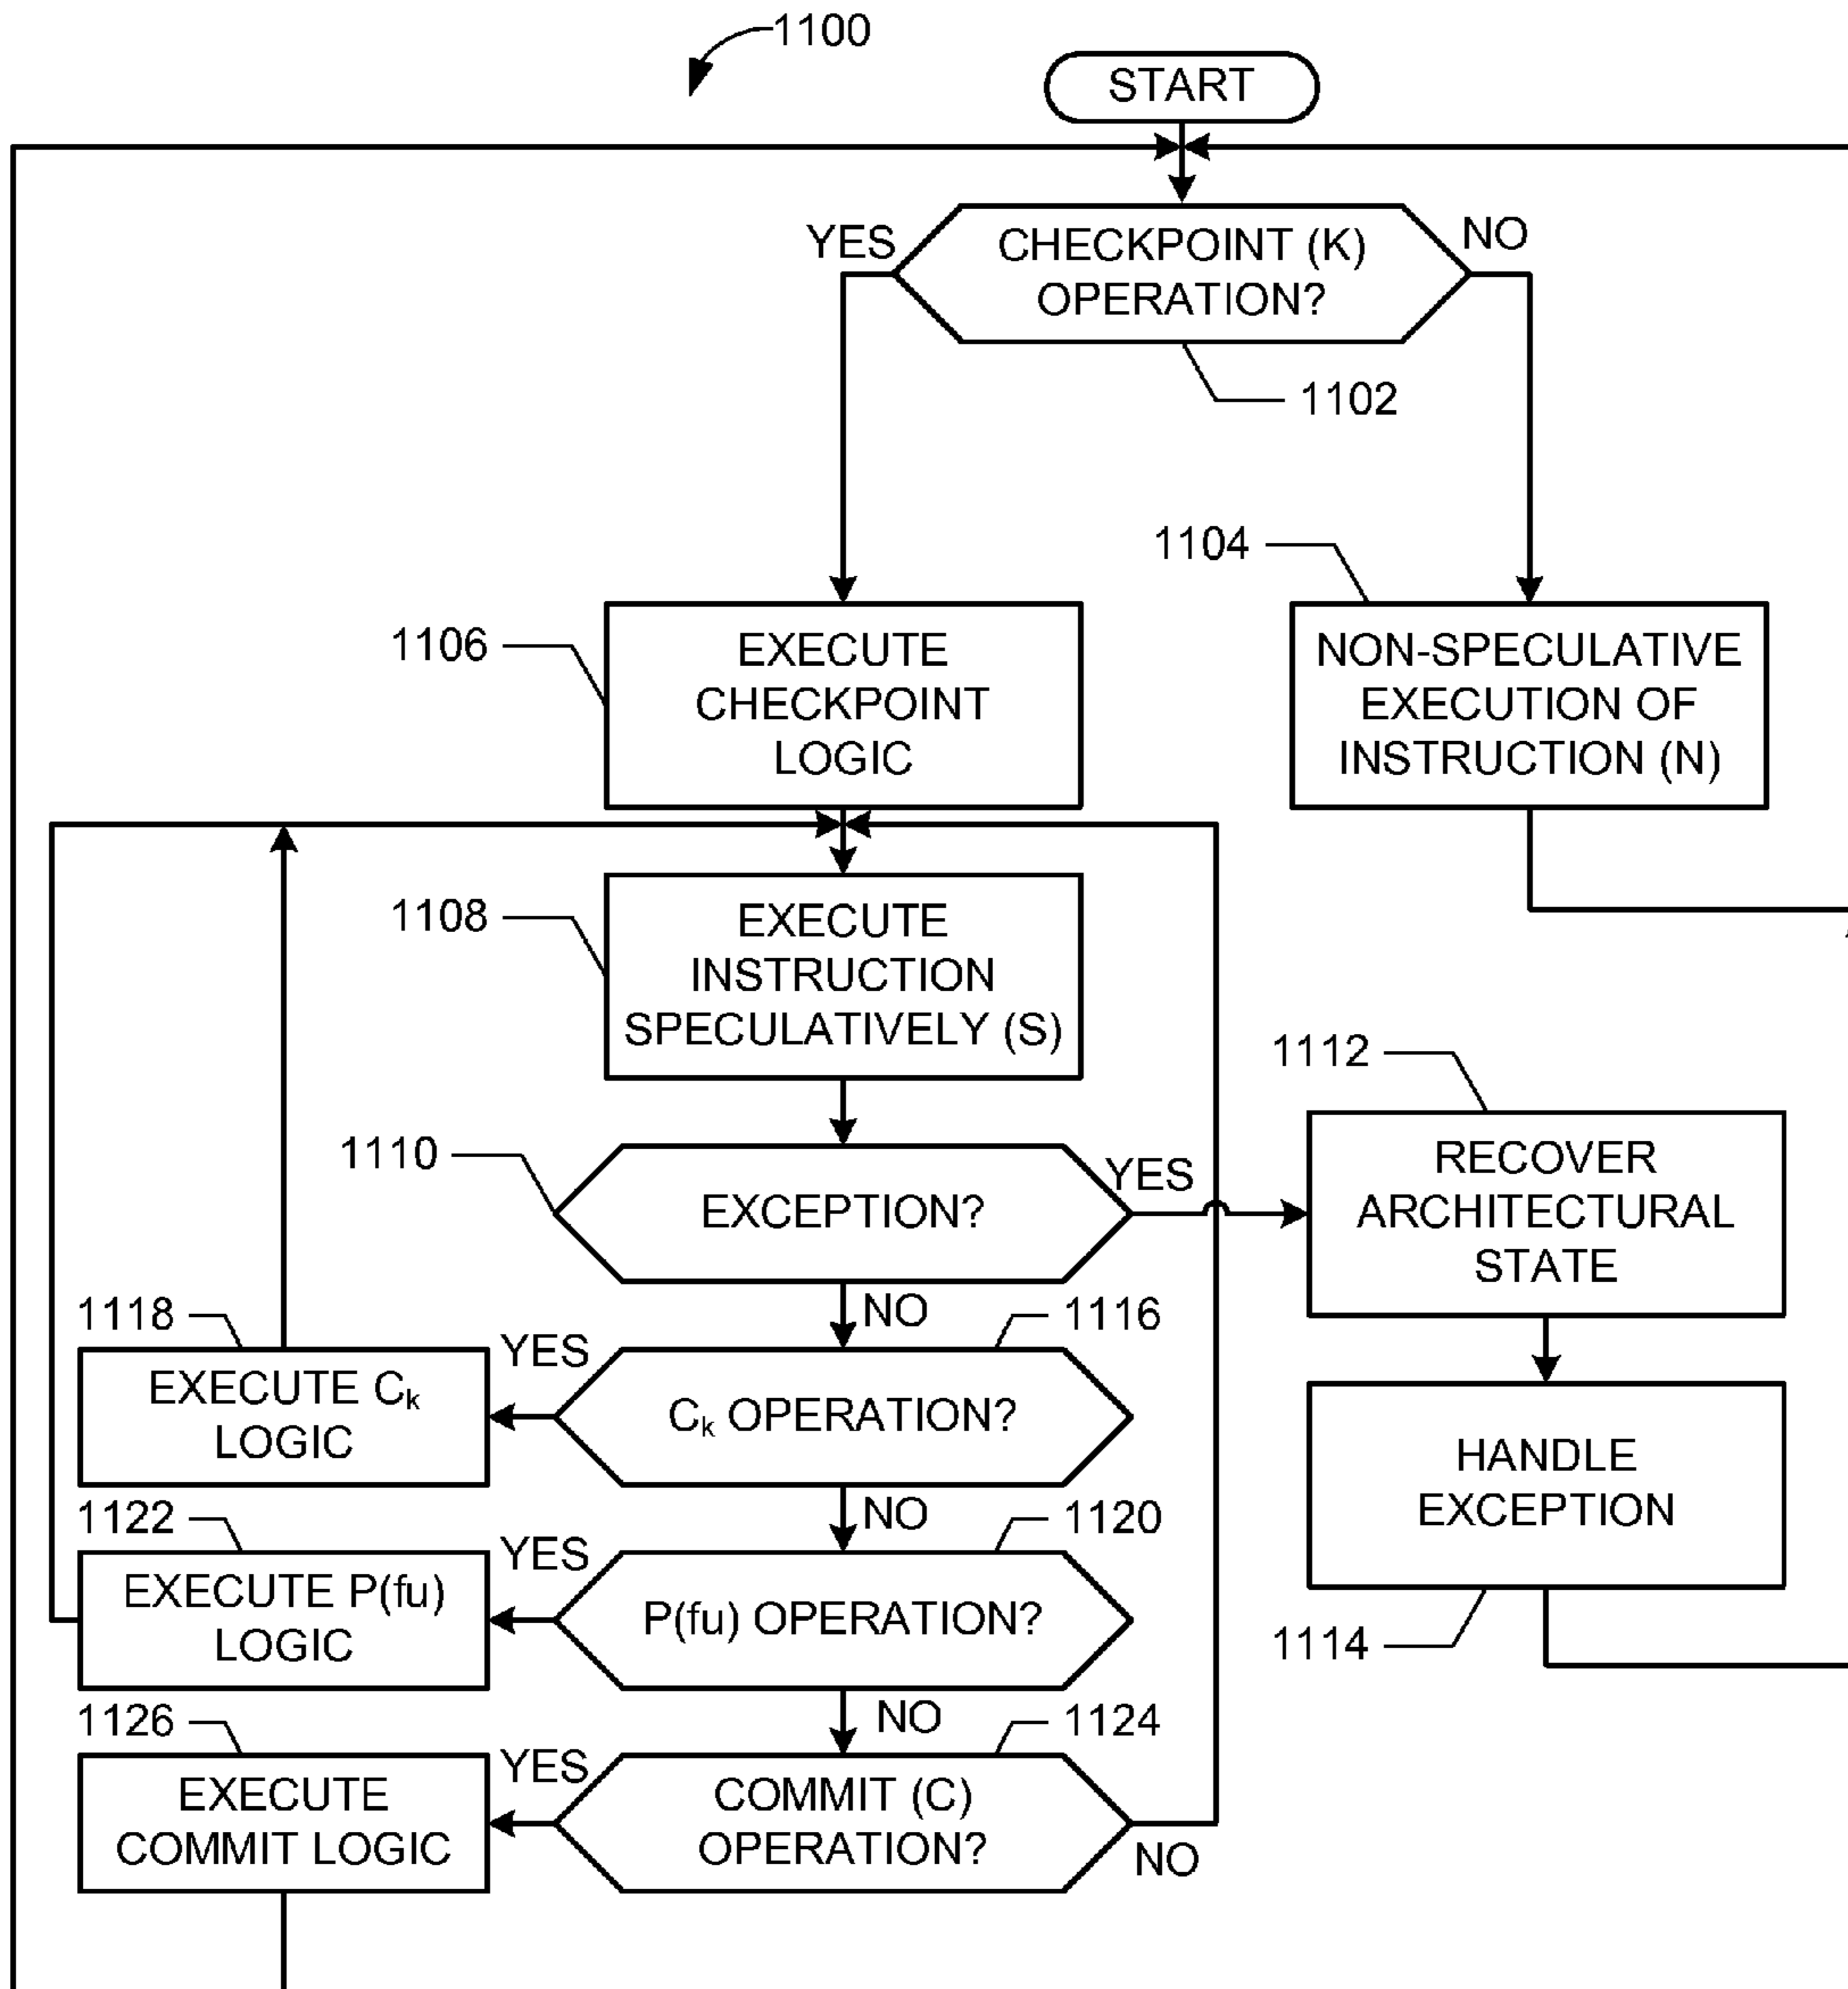 1100
START
YES
CHECKPOINT (K)
OPERATION?
NO
1102
1104
1106
EXECUTE
CHECKPOINT
LOGIC
NON-SPECULATIVE
EXECUTION OF
INSTRUCTION (N)
1108
EXECUTE
INSTRUCTION
SPECULATIVELY (S)
1112
1110
EXCEPTION?
YES
RECOVER
ARCHITECTURAL
STATE
NO
1118
1116
YES
EXECUTE Ck
LOGIC
Ck OPERATION?
HANDLE
EXCEPTION
NO
1122
1120
YES
EXECUTE P(fu)
LOGIC
P(fu) OPERATION?
1114
NO
1126
1124
YES
EXECUTE
COMMIT LOGIC
COMMIT (C)
OPERATION?
NO